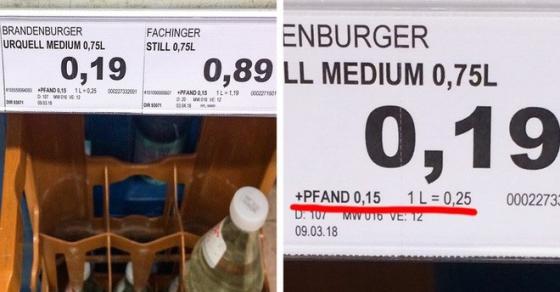 BRANDENBURGER
URQUELL MEDIUM 0,75L
0,19
+PFAND 0,15 1 L = 0,25
D: 107 MW 016 VE: 12
09.03.18
FACHINGER
STILL 0,75L
0,89
+PFAND 0,15 1 L = 1,19
ENBURGER
LL MEDIUM 0,75L
0,19
+PFAND 0,15 1 L = 0,25
D: 107 MW 016 VE: 12
09.03.18